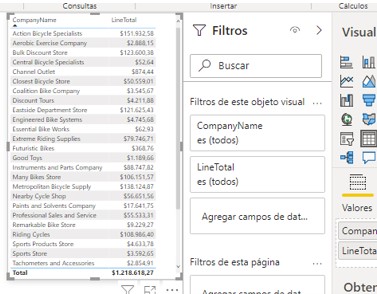 Consultas Insertar Cálculos
CompanyName LineTotal
Action Bicycle Specialists $151.932,58
Aerobic Exercise Company $2.888,15
Bulk Discount Store $123.600,38
Central Bicycle Specialists $52,64
Channel Outlet $874,44
Closest Bicycle Store $50.559,01
Coalition Bike Company $3.545,67
Discount Tours $4.211,88
Eastside Department Store $121.625,43
Engineered Bike Systems $4.745,68
Essential Bike Works $62,93
Extreme Riding Supplies $79.746,71
Futuristic Bikes $368,76
Good Toys $1.189,66
Instruments and Parts Company $88.747,82
Many Bikes Store $106.151,57
Metropolitan Bicycle Supply $138.124,87
Nearby Cycle Shop $56.651,56
Paints and Solvents Company $17.641,75
Professional Sales and Service $55.533,31
Remarkable Bike Store $9.229,27
Riding Cycles $108.986,40
Sports Products Store $4.633,78
Sports Store $3.592,65
Tachometers and Accessories $2.854,91
Total $1.218.618,27
Filtros
Buscar
Filtros de este objeto visual
CompanyName
es (todos)
LineTotal
es (todos)
Agregar campos de dat...
Filtros de esta página
Visual
Valores
Compan
LineTota
Obten